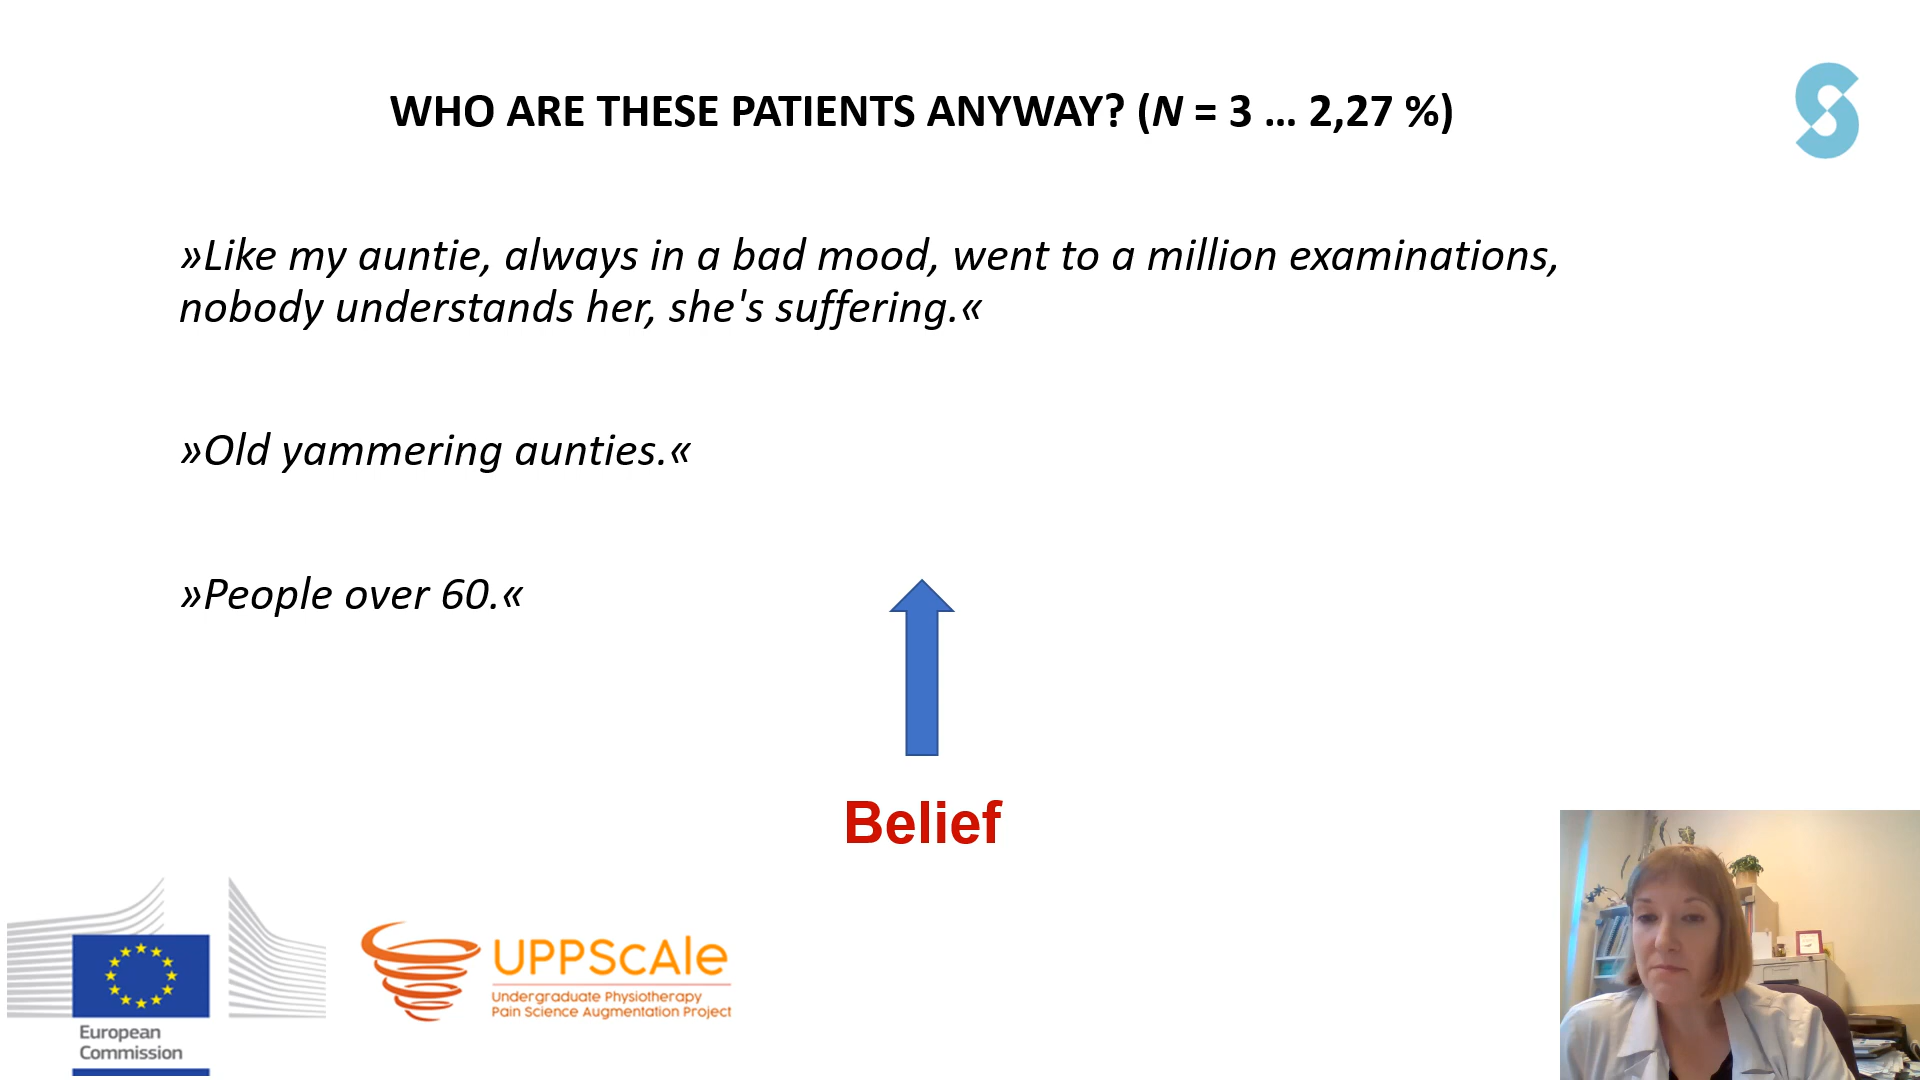 WHO ARE THESE PATIENTS ANYWAY? (N = 3 … 2,27 %)
»Like my auntie, always in a bad mood, went to a million examinations,
nobody understands her, she's suffering.«
»Old yammering aunties.«
»People over 60.«
Belief
European
Commission
UPPScAle
Undergraduate Physiotherapy
Pain Science Augmentation Project